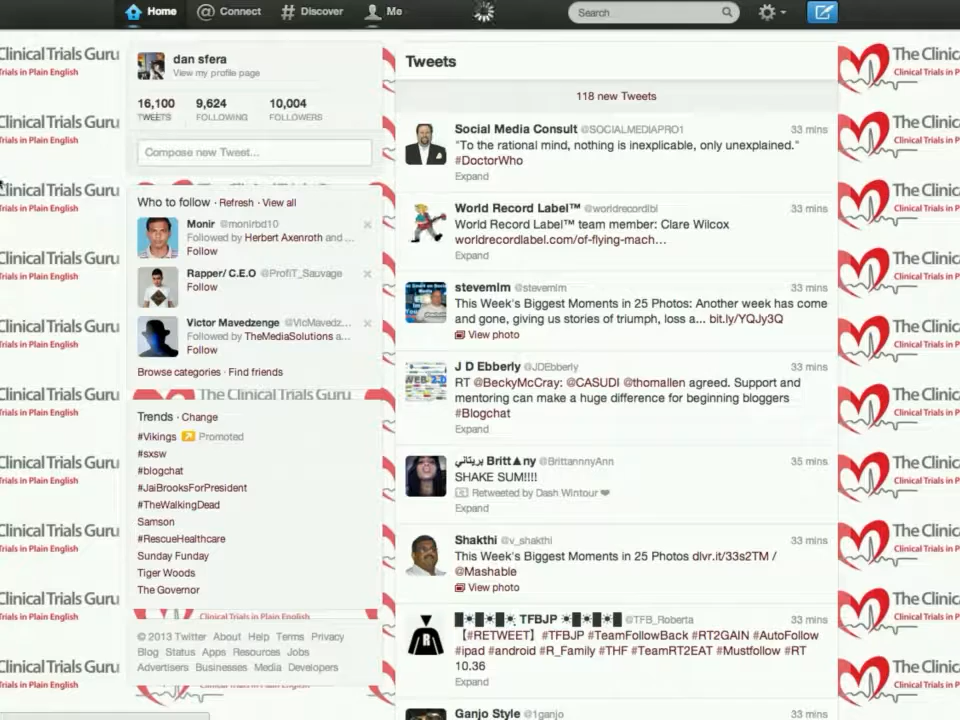 Home
Connect
Discover
Me
Search
Clinical Trials Guru
Trials in Plain English
The Clinic
Clinical Trials in P
dan sfera
View my profile page
16,100
9,624
10,004
TWEETS
FOLLOWING
FOLLOWERS
Compose new Tweet...
Who to follow · Refresh · View all
Monir @monirbd10
Followed by Herbert Axenroth and ...
Follow
Rapper/ C.E.O @ProfiT_Sauvage
Follow
Victor Mavedzenge @VicMavedz...
Followed by TheMediaSolutions a...
Follow
Browse categories · Find friends
The Clinical Trials Guru
Trends · Change
#Vikings Promoted
#sxsw
#blogchat
#JaiBrooksForPresident
#TheWalkingDead
Samson
#RescueHealthcare
Sunday Funday
Tiger Woods
The Governor
Clinical Trials in Plain English
© 2013 Twitter About Help Terms Privacy
Blog Status Apps Resources Jobs
Advertisers Businesses Media Developers
Tweets
118 new Tweets
Social Media Consult @SOCIALMEDIAPRO1 33 mins
"To the rational mind, nothing is inexplicable, only unexplained."
#DoctorWho
Expand
World Record Label™ @worldrecordlbl 33 mins
World Record Label™ team member: Clare Wilcox
worldrecordlabel.com/of-flying-mach...
Expand
stevemim @stevemim 33 mins
This Week's Biggest Moments in 25 Photos: Another week has come
and gone, giving us stories of triumph, loss a... bit.ly/YQJy3Q
View photo
J D Ebberly @JDEbberly 33 mins
RT @BeckyMcCray: @CASUDI @thomallen agreed. Support and
mentoring can make a huge difference for beginning bloggers
#Blogchat
Expand
بريتاني Britt▲ny @BrittannnyAnn 35 mins
SHAKE SUM!!!!
Retweeted by Dash Wintour ❤
Expand
Shakthi @v_shakthi 33 mins
This Week's Biggest Moments in 25 Photos dlvr.it/33s2TM /
@Mashable
View photo
█☀█☀█☀ TFBJP ☀█☀█☀█ @TFB_Roberta 33 mins
【#RETWEET】 #TFBJP #TeamFollowBack #RT2GAIN #AutoFollow
#ipad #android #R_Family #THF #TeamRT2EAT #Mustfollow #RT
10.36
Expand
Ganjo Style @1ganjo 33 mins